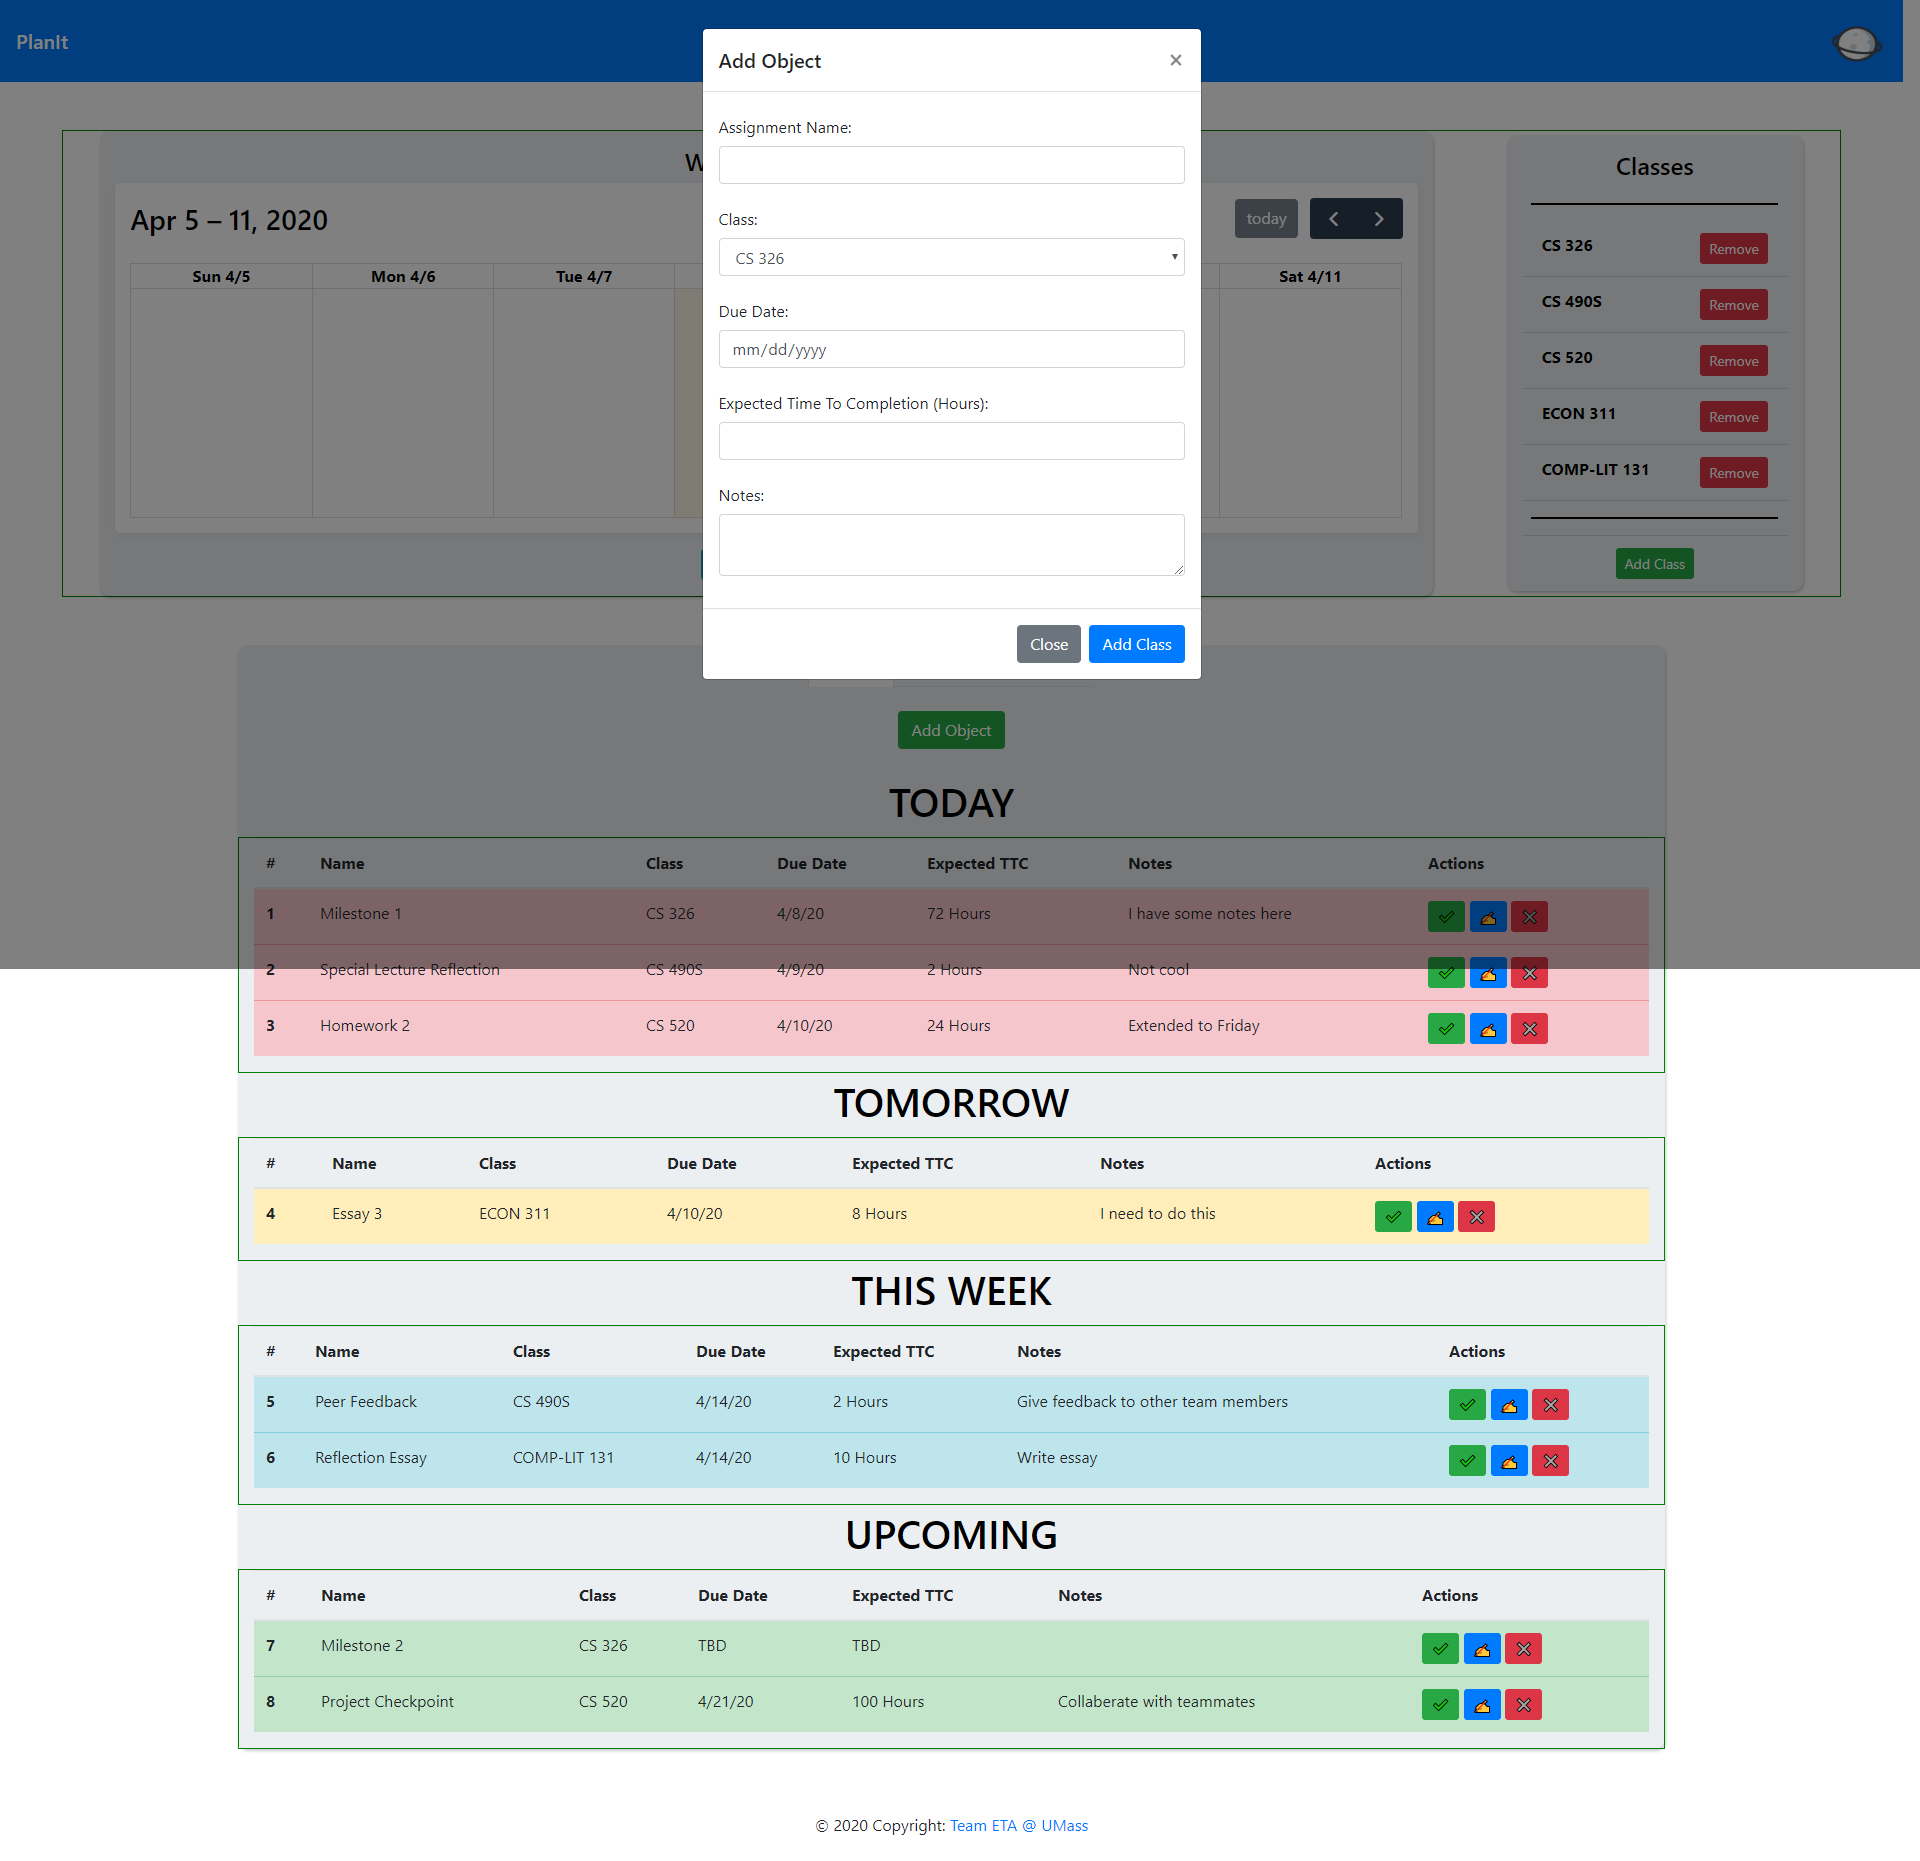 PlanIt
Add Object
×
Assignment Name:
Class:
CS 326
Due Date:
mm/dd/yyyy
Expected Time To Completion (Hours):
Notes:
Close
Add Class
W
Apr 5 – 11, 2020
today
Sun 4/5
Mon 4/6
Tue 4/7
Sat 4/11
Classes
CS 326
Remove
CS 490S
Remove
CS 520
Remove
ECON 311
Remove
COMP-LIT 131
Remove
Add Class
Add Object
TODAY
# Name Class Due Date Expected TTC Notes Actions
1 Milestone 1 CS 326 4/8/20 72 Hours I have some notes here
2 Special Lecture Reflection CS 490S 4/9/20 2 Hours Not cool
3 Homework 2 CS 520 4/10/20 24 Hours Extended to Friday
TOMORROW
# Name Class Due Date Expected TTC Notes Actions
4 Essay 3 ECON 311 4/10/20 8 Hours I need to do this
THIS WEEK
# Name Class Due Date Expected TTC Notes Actions
5 Peer Feedback CS 490S 4/14/20 2 Hours Give feedback to other team members
6 Reflection Essay COMP-LIT 131 4/14/20 10 Hours Write essay
UPCOMING
# Name Class Due Date Expected TTC Notes Actions
7 Milestone 2 CS 326 TBD TBD
8 Project Checkpoint CS 520 4/21/20 100 Hours Collaberate with teammates
© 2020 Copyright: Team ETA @ UMass